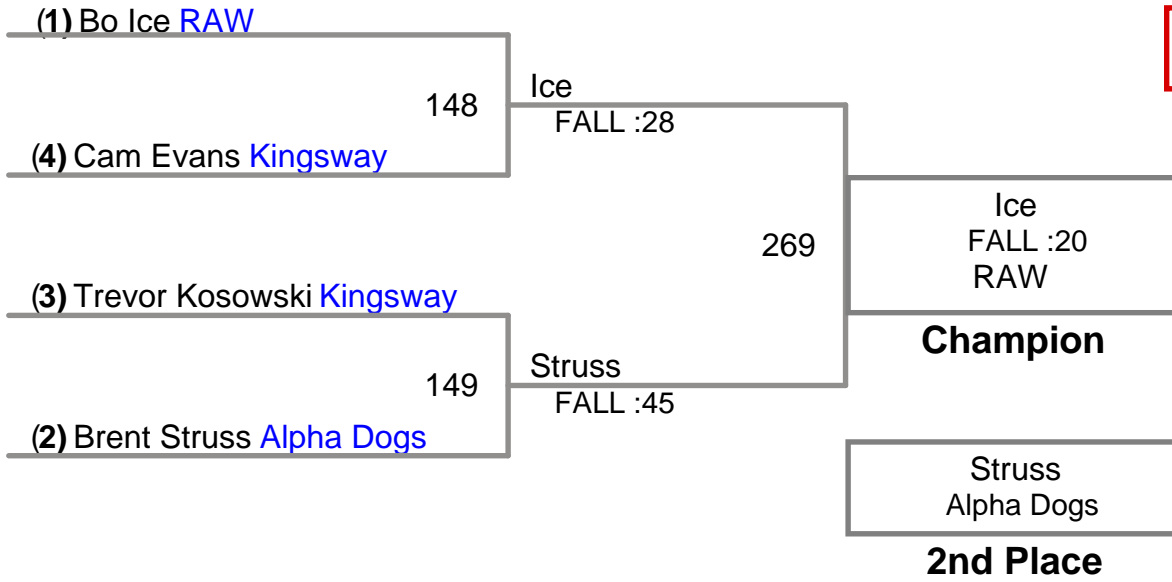 (1) Bo Ice RAW
148
Ice
FALL :28
(4) Cam Evans Kingsway
269
Ice
FALL :20
RAW
Champion
(3) Trevor Kosowski Kingsway
149
Struss
FALL :45
(2) Brent Struss Alpha Dogs
Struss
Alpha Dogs
2nd Place